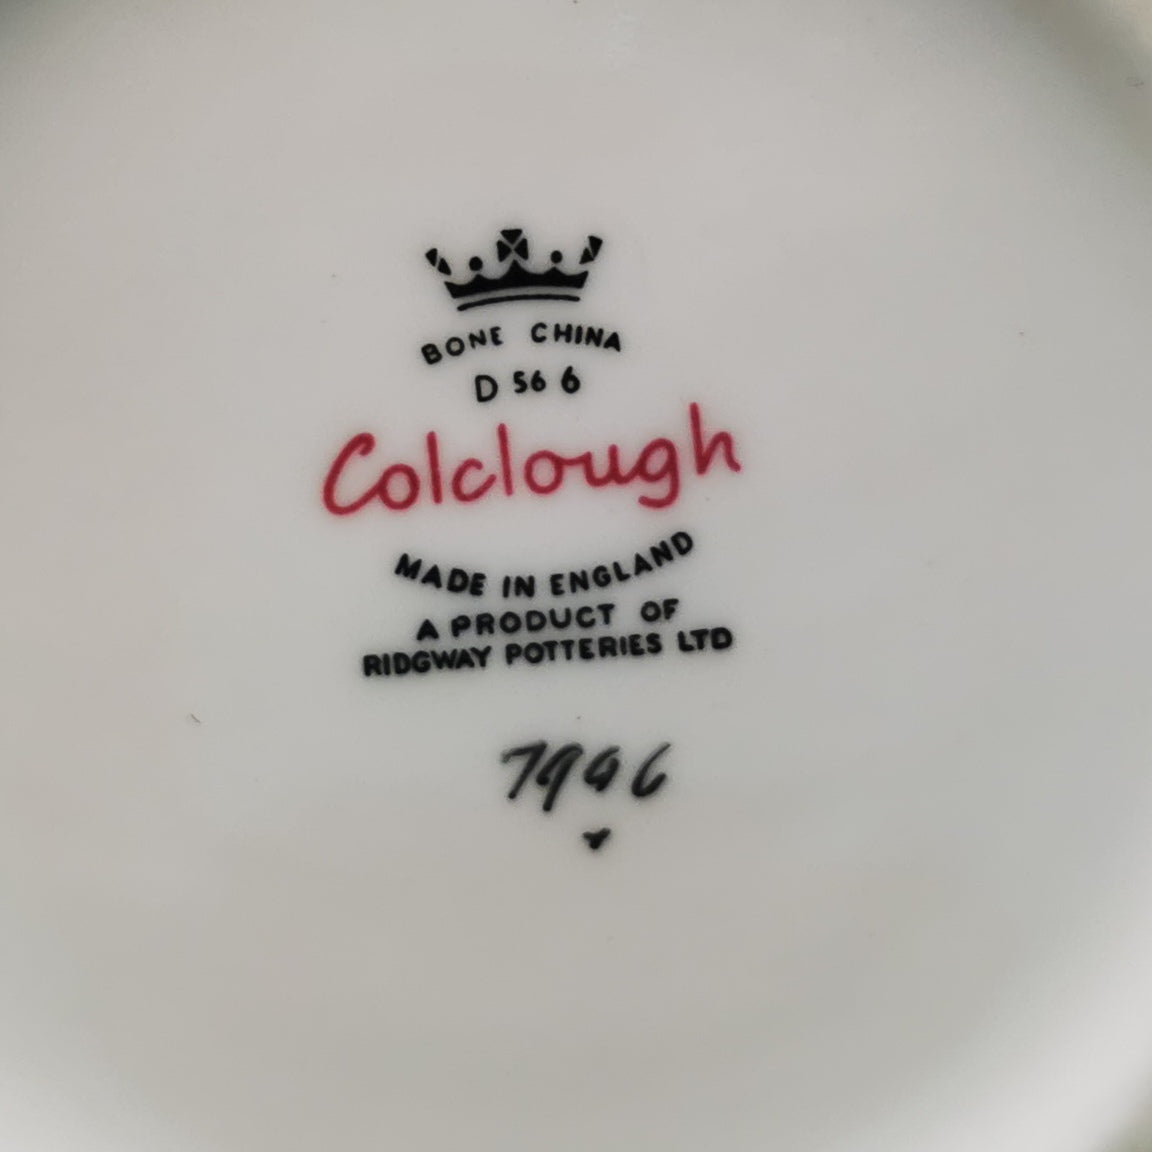 BONE CHINA
D 56 6
Colclough
MADE IN ENGLAND
A PRODUCT OF
RIDGWAY POTTERIES LTD
7946